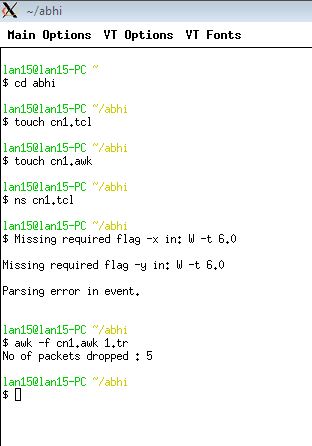 ~/abhi
Main Options VT Options VT Fonts
lan15@lan15-PC ~
$ cd abhi
lan15@lan15-PC ~/abhi
$ touch cn1.tcl
lan15@lan15-PC ~/abhi
$ touch cn1.awk
lan15@lan15-PC ~/abhi
$ ns cn1.tcl
lan15@lan15-PC ~/abhi
$ Missing required flag -x in: W -t 6.0
Missing required flag -y in: W -t 6.0
Parsing error in event.
lan15@lan15-PC ~/abhi
$ awk -f cn1.awk 1.tr
No of packets dropped : 5
lan15@lan15-PC ~/abhi
$